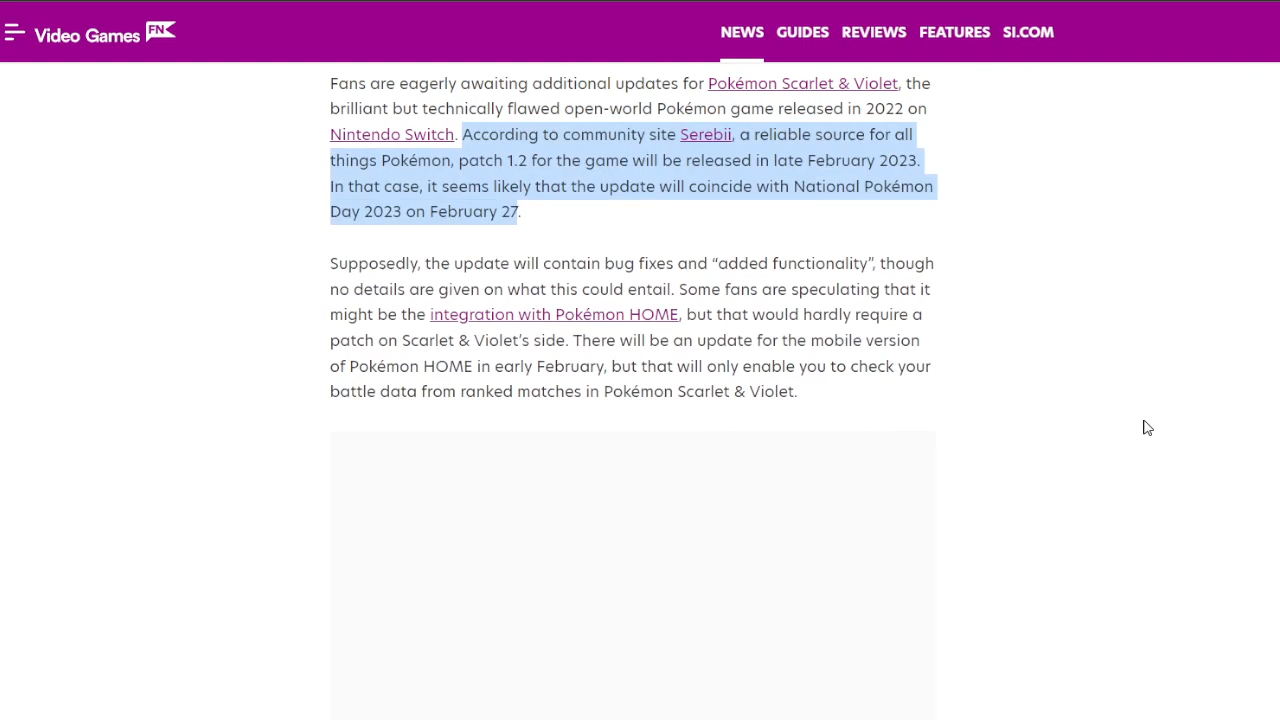 Video Games FN NEWS GUIDES REVIEWS FEATURES SI.COM
Fans are eagerly awaiting additional updates for Pokémon Scarlet & Violet, the
brilliant but technically flawed open-world Pokémon game released in 2022 on
Nintendo Switch. According to community site Serebii, a reliable source for all
things Pokémon, patch 1.2 for the game will be released in late February 2023.
In that case, it seems likely that the update will coincide with National Pokémon
Day 2023 on February 27.
Supposedly, the update will contain bug fixes and “added functionality”, though
no details are given on what this could entail. Some fans are speculating that it
might be the integration with Pokémon HOME, but that would hardly require a
patch on Scarlet & Violet’s side. There will be an update for the mobile version
of Pokémon HOME in early February, but that will only enable you to check your
battle data from ranked matches in Pokémon Scarlet & Violet.